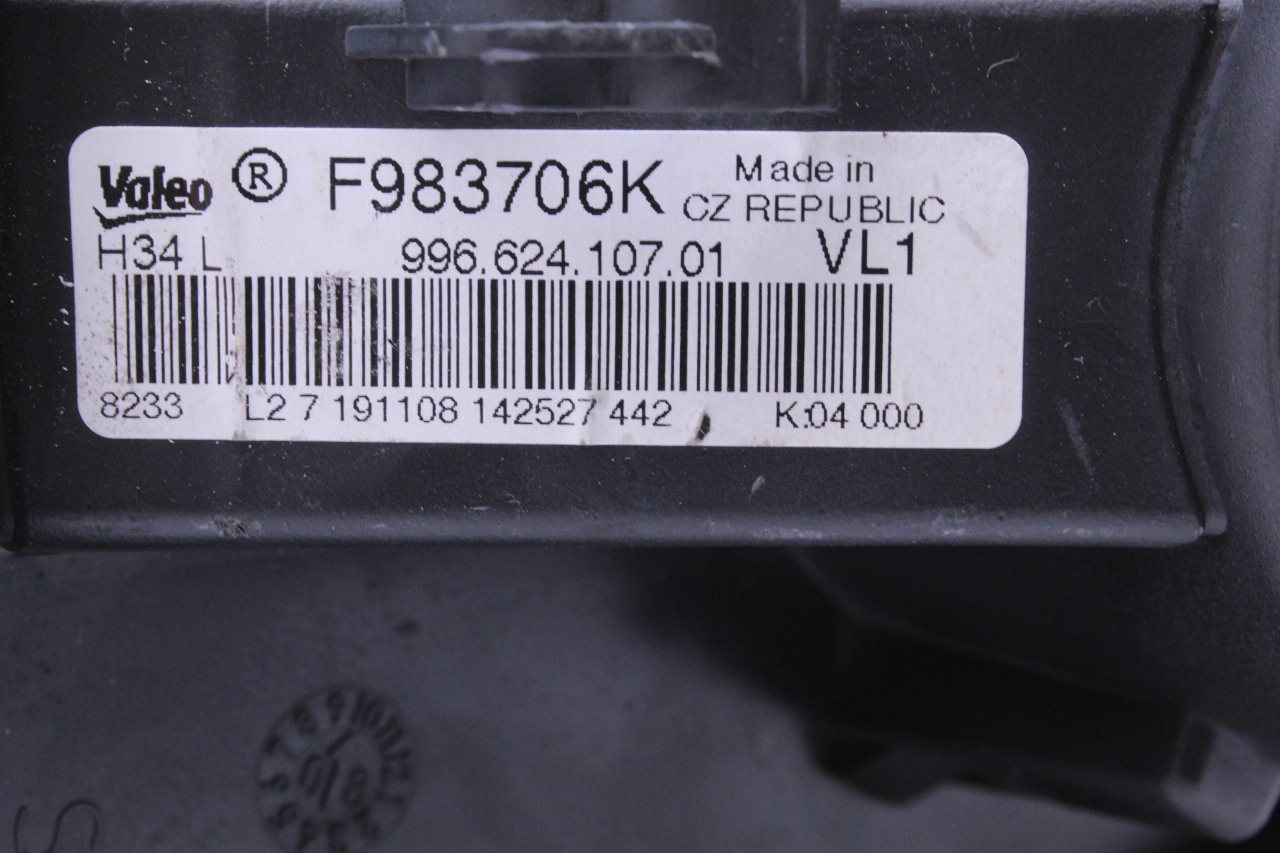 Valeo ® F983706K Made in
CZ REPUBLIC
H34 L 996.624.107.01 VL1
8233 L2 7 191108 142527 442 K:04 000